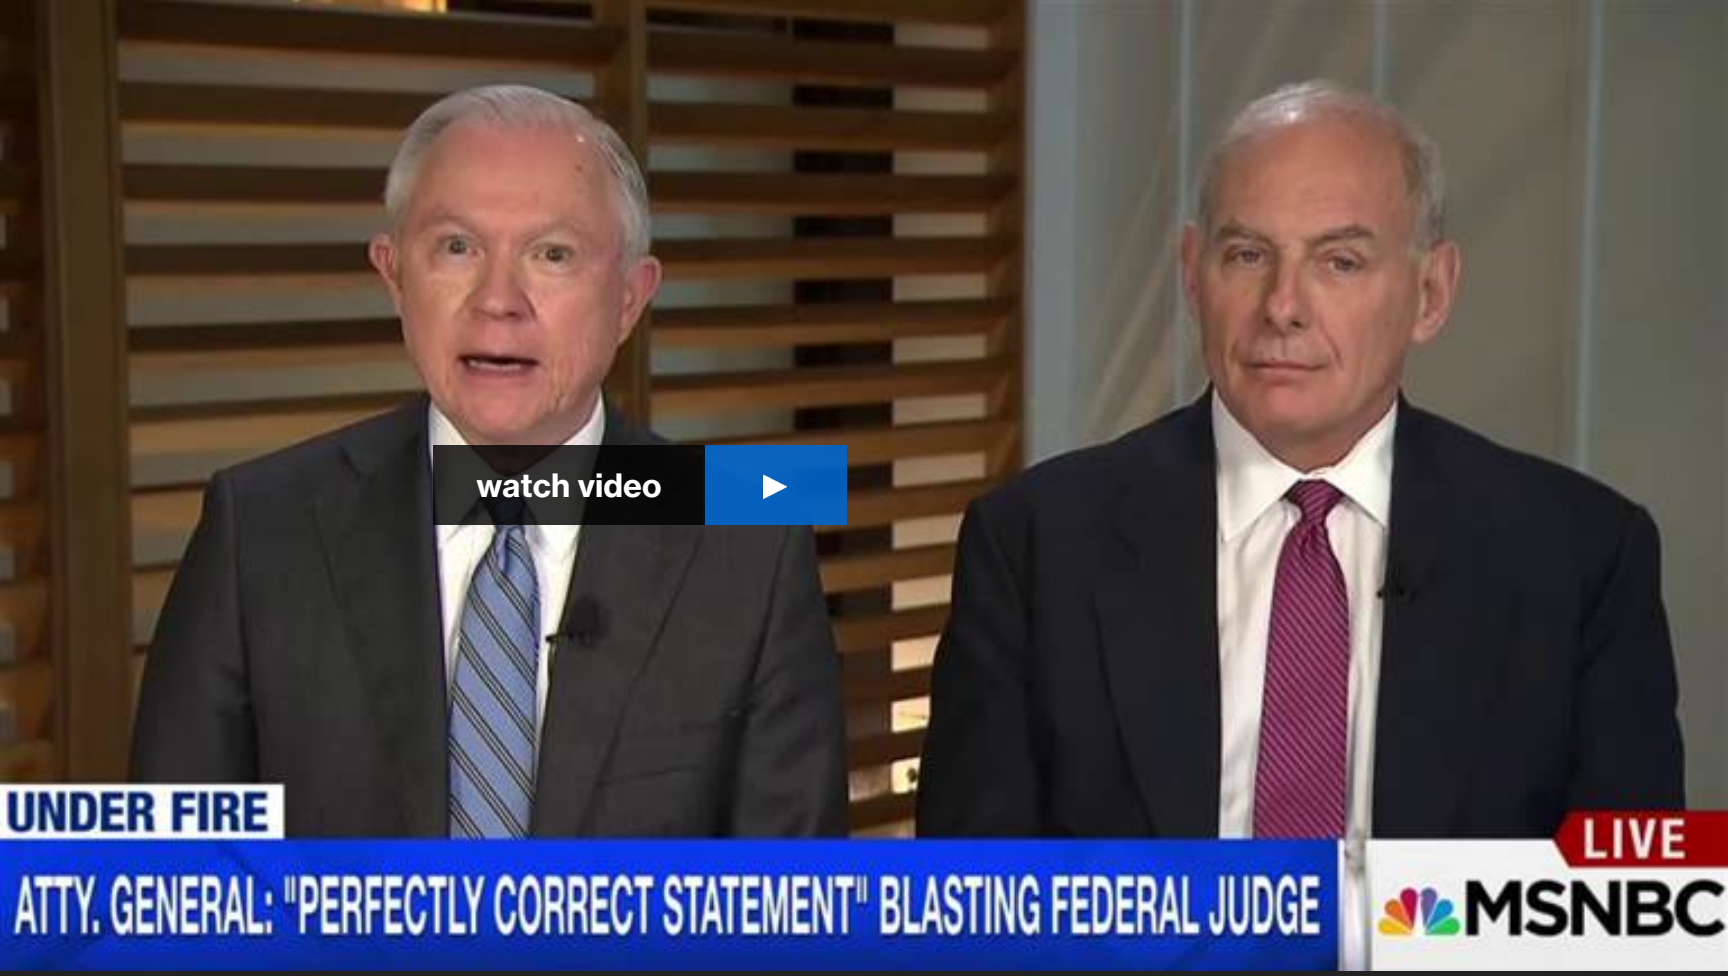 watch video
UNDER FIRE
LIVE
ATTY. GENERAL: "PERFECTLY CORRECT STATEMENT" BLASTING FEDERAL JUDGE
MSNBC